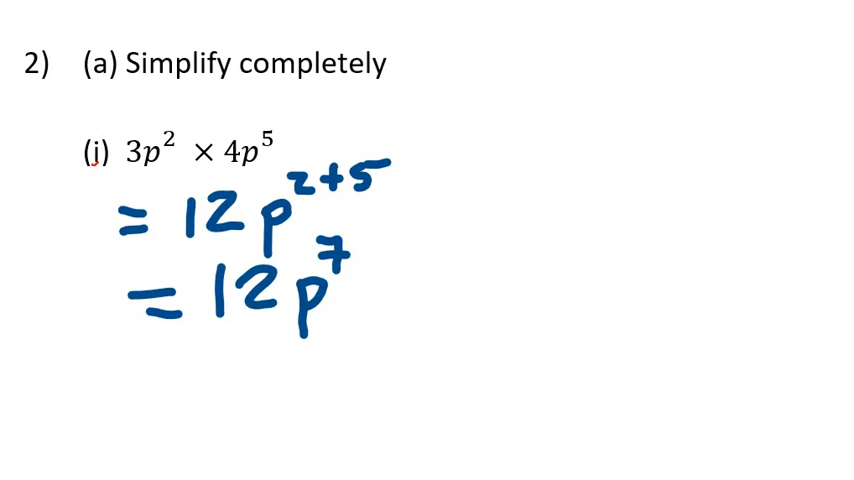 2) (a) Simplify completely
(i) 3p² × 4p⁵
= 12p²⁺⁵
= 12p⁷